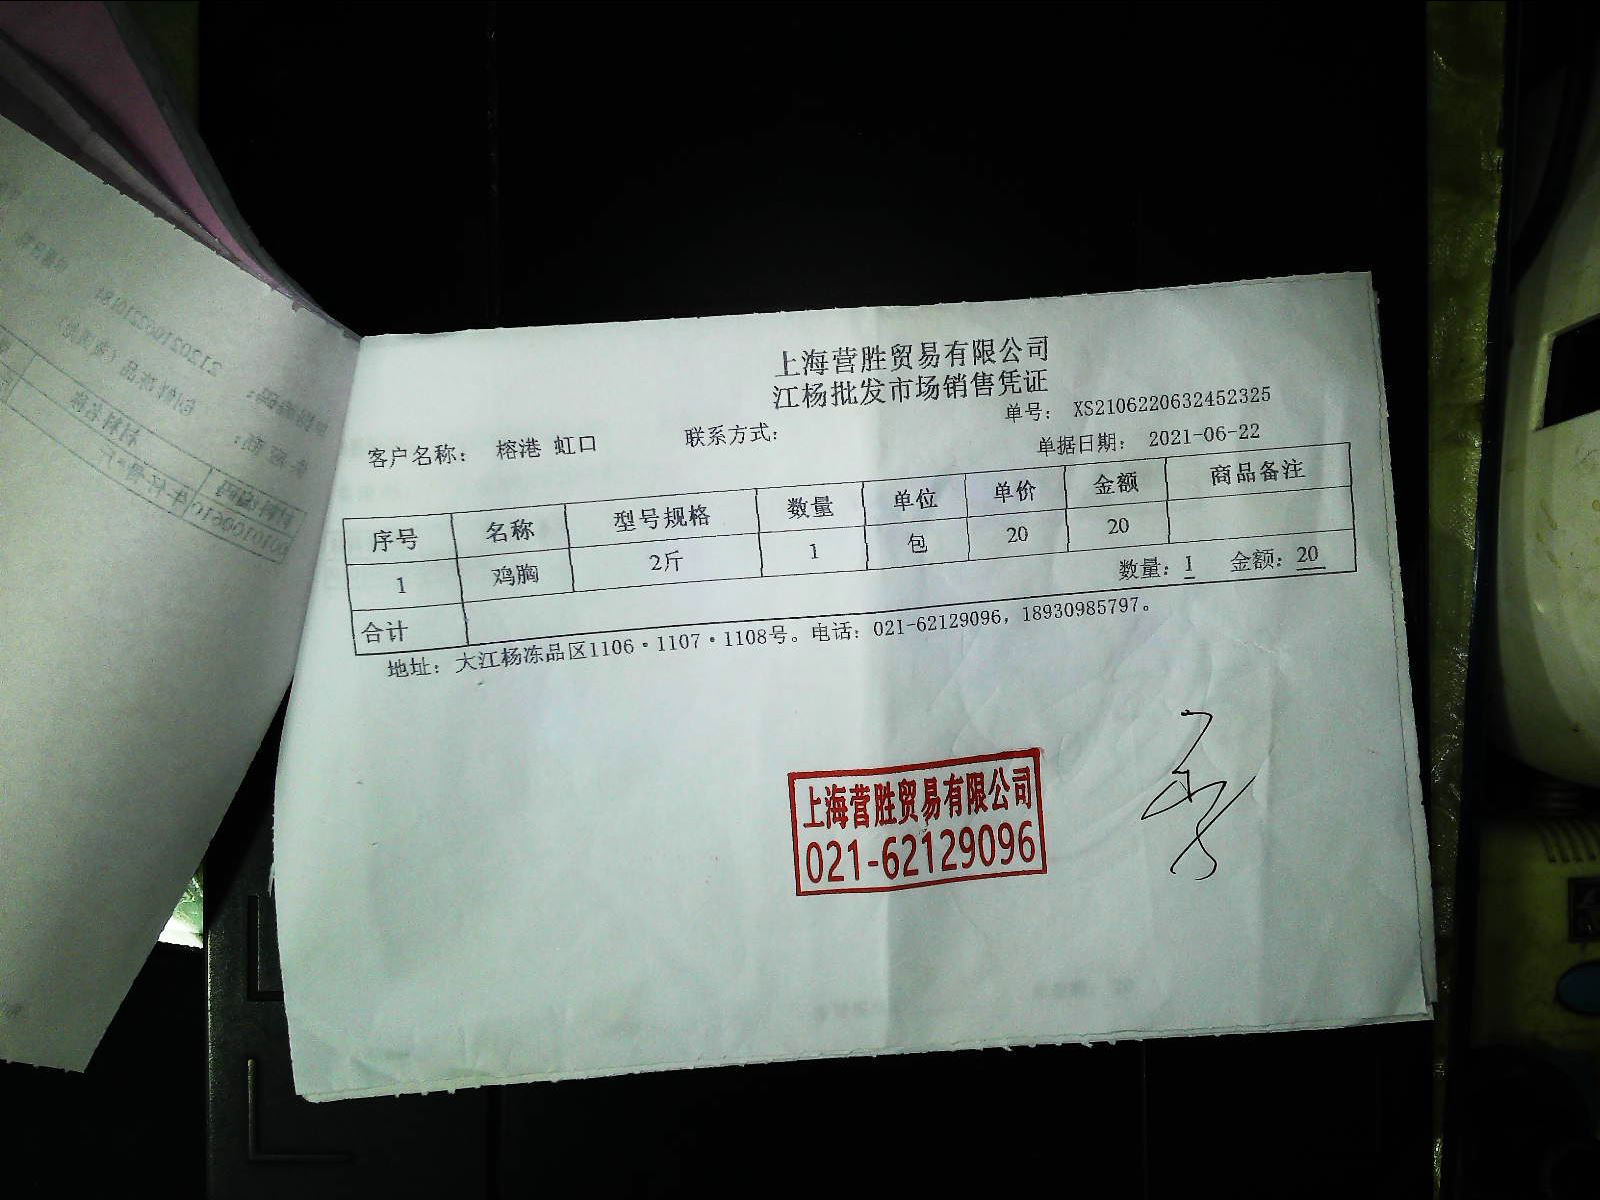 上海营胜贸易有限公司
江杨批发市场销售凭证
单号： XS2106220632452325
客户名称： 榕港 虹口 联系方式： 单据日期： 2021-06-22
序号 名称 型号规格 数量 单位 单价 金额 商品备注
1 鸡胸 2斤 1 包 20 20
合计 数量：1 金额：20
地址：大江杨冻品区1106·1107·1108号。电话：021-62129096，18930985797。
上海营胜贸易有限公司
021-62129096